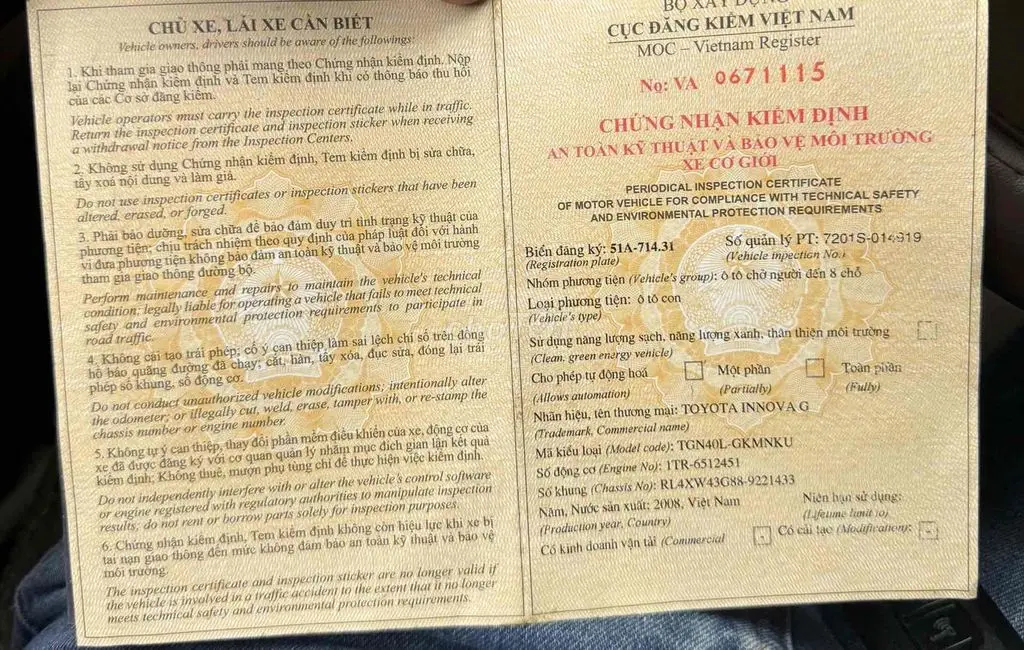 CHỦ XE, LÁI XE CẦN BIẾT
Vehicle owners, drivers should be aware of the followings:
1. Khi tham gia giao thông phải mang theo Chứng nhận kiểm định. Nộp
lại Chứng nhận kiểm định và Tem kiểm định khi có thông báo thu hồi
của các Cơ sở đăng kiểm.
Vehicle operators must carry the inspection certificate while in traffic.
Return the inspection certificate and inspection sticker when receiving
a withdrawal notice from the Inspection Centers.
2. Không sử dụng Chứng nhận kiểm định, Tem kiểm định bị sửa chữa,
tẩy xoá nội dung và làm giả.
Do not use inspection certificates or inspection stickers that have been
altered, erased, or forged.
3. Phải bảo dưỡng, sửa chữa để bảo đảm duy trì tình trạng kỹ thuật của
phương tiện; chịu trách nhiệm theo quy định của pháp luật đối với hành
vi đưa phương tiện không bảo đảm an toàn kỹ thuật và bảo vệ môi trường
tham gia giao thông đường bộ.
Perform maintenance and repairs to maintain the vehicle's technical
condition; legally liable for operating a vehicle that fails to meet technical
safety and environmental protection requirements to participate in
road traffic.
4. Không cải tạo trái phép; cố ý can thiệp làm sai lệch chỉ số trên đồng
hồ báo quãng đường đã chạy; cắt, hàn, tẩy xóa, đục sửa, đóng lại trái
phép số khung, số động cơ.
Do not conduct unauthorized vehicle modifications; intentionally alter
the odometer; or illegally cut, weld, erase, tamper with, or re-stamp the
chassis number or engine number.
5. Không tự ý can thiệp, thay đổi phần mềm điều khiển của xe, động cơ của
xe đã được đăng ký với cơ quan quản lý nhằm mục đích gian lận kết quả
kiểm định; Không thuê, mượn phụ tùng chỉ để thực hiện việc kiểm định.
Do not independently interfere with or alter the vehicle's control software
or engine registered with regulatory authorities to manipulate inspection
results; do not rent or borrow parts solely for inspection purposes.
6. Chứng nhận kiểm định, Tem kiểm định không còn hiệu lực khi xe bị
tai nạn giao thông đến mức không đảm bảo an toàn kỹ thuật và bảo vệ
môi trường.
The inspection certificate and inspection sticker are no longer valid if
the vehicle is involved in a traffic accident to the extent that it no longer
meets technical safety and environmental protection requirements.
BỘ XÂY DỰNG
CỤC ĐĂNG KIỂM VIỆT NAM
MOC – Vietnam Register
No: VA 0671115
CHỨNG NHẬN KIỂM ĐỊNH
AN TOÀN KỸ THUẬT VÀ BẢO VỆ MÔI TRƯỜNG
XE CƠ GIỚI
PERIODICAL INSPECTION CERTIFICATE
OF MOTOR VEHICLE FOR COMPLIANCE WITH TECHNICAL SAFETY
AND ENVIRONMENTAL PROTECTION REQUIREMENTS
Biển đăng ký: 51A-714.31 Số quản lý PT: 7201S-014919
(Registration plate) (Vehicle inspection No.)
Nhóm phương tiện (Vehicle's group): ô tô chở người đến 8 chỗ
Loại phương tiện: ô tô con
(Vehicle's type)
Sử dụng năng lượng sạch, năng lượng xanh, thân thiện môi trường
(Clean, green energy vehicle)
Cho phép tự động hoá Một phần Toàn phần
(Allows automation) (Partially) (Fully)
Nhãn hiệu, tên thương mại: TOYOTA INNOVA G
(Trademark, Commercial name)
Mã kiểu loại (Model code): TGN40L-GKMNKU
Số động cơ (Engine No): 1TR-6512451
Số khung (Chassis No): RL4XW43G88-9221433
Năm, Nước sản xuất: 2008, Việt Nam Niên hạn sử dụng:
(Production year, Country) (Lifetime limit to)
Có kinh doanh vận tải (Commercial Có cải tạo (Modification): -